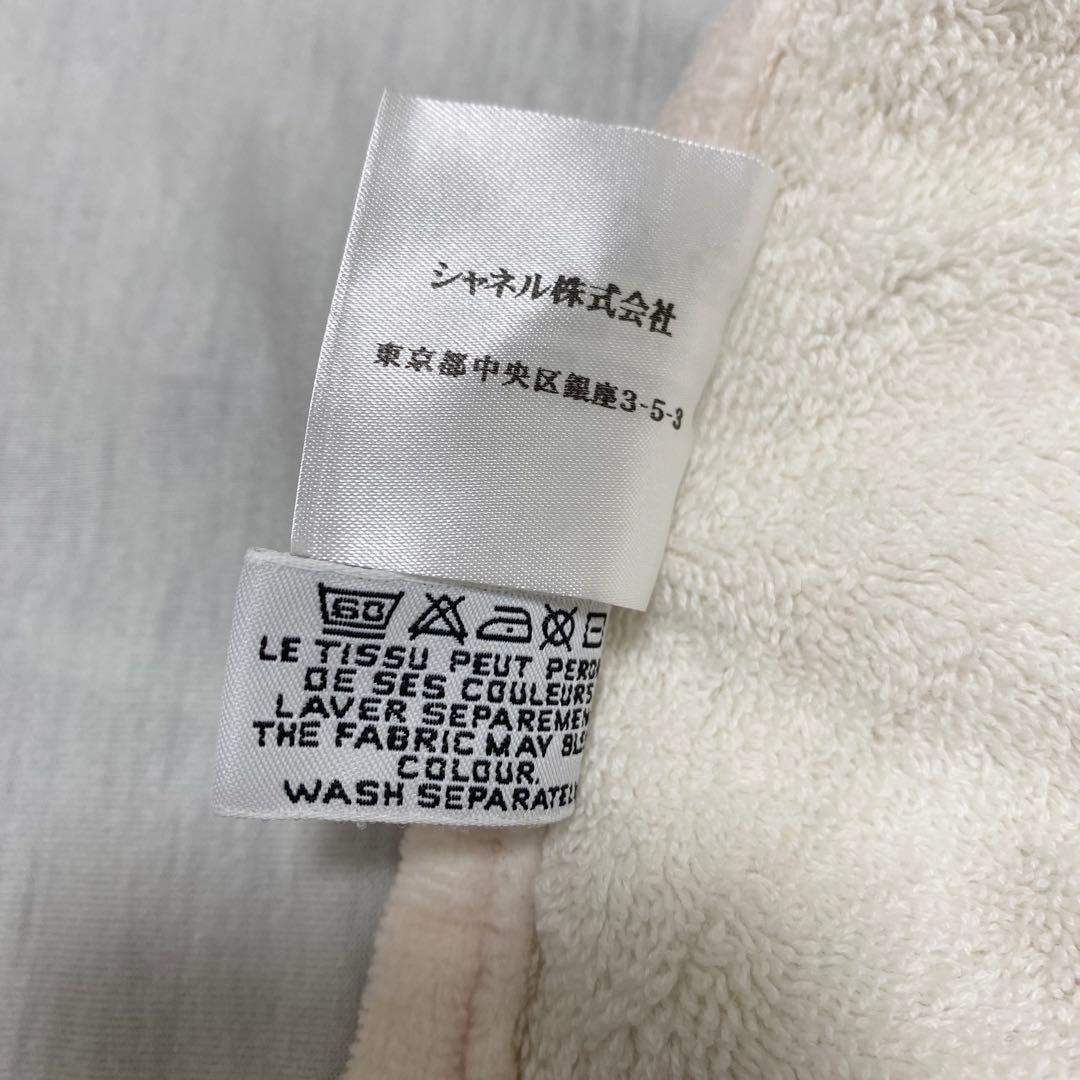 シャネル株式会社
東京都中央区銀座3-5-3
60
LE TISSU PEUT
DE SES COULEURS
LAVER
THE FABRIC MAY
COLOUR.
WASH